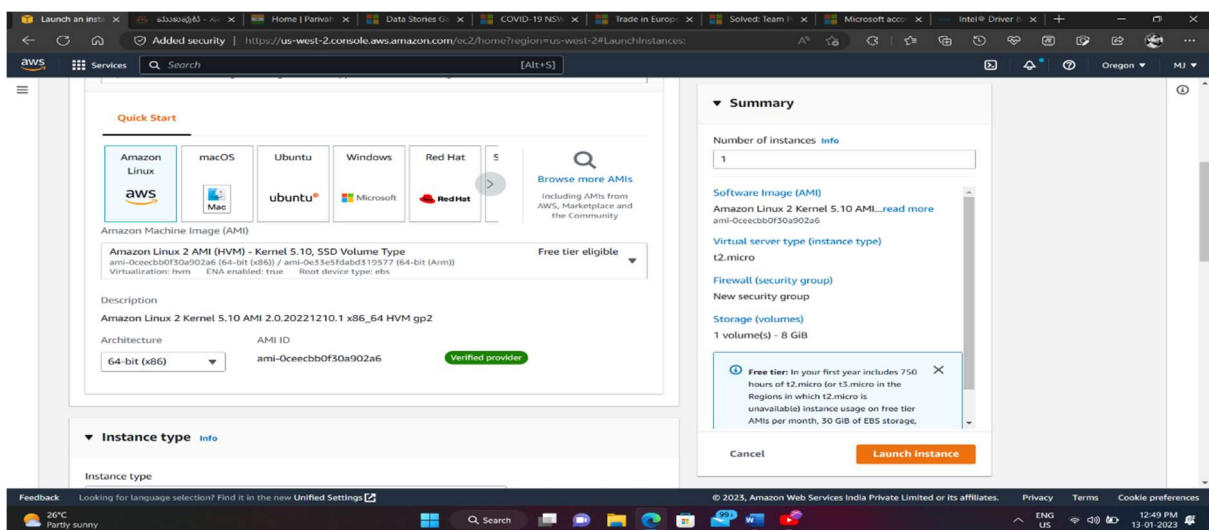 Launch an insta
Home | Parivah
Data Stories Ga
COVID-19 NSW
Trade in Europe
Solved: Team P
Microsoft acco
Intel® Driver &
Added security
https://us-west-2.console.aws.amazon.com/ec2/home?region=us-west-2#LaunchInstances:
aws
Services
Search
[Alt+S]
Oregon
MJ
Quick Start
Amazon
Linux
aws
macOS
Mac
Ubuntu
ubuntu®
Windows
Microsoft
Red Hat
Red Hat
S
Browse more AMIs
Including AMIs from
AWS, Marketplace and
the Community
Amazon Machine Image (AMI)
Amazon Linux 2 AMI (HVM) - Kernel 5.10, SSD Volume Type
Free tier eligible
ami-0ceecbb0f30a902a6 (64-bit (x86)) / ami-0e33e5fdabd319577 (64-bit (Arm))
Virtualization: hvm ENA enabled: true Root device type: ebs
Description
Amazon Linux 2 Kernel 5.10 AMI 2.0.20221210.1 x86_64 HVM gp2
Architecture
AMI ID
64-bit (x86)
ami-0ceecbb0f30a902a6
Verified provider
Instance type Info
Instance type
Summary
Number of instances Info
1
Software Image (AMI)
Amazon Linux 2 Kernel 5.10 AMI...read more
ami-0ceecbb0f30a902a6
Virtual server type (instance type)
t2.micro
Firewall (security group)
New security group
Storage (volumes)
1 volume(s) - 8 GiB
Free tier: In your first year includes 750
hours of t2.micro (or t3.micro in the
Regions in which t2.micro is
unavailable) instance usage on free tier
AMIs per month, 30 GiB of EBS storage,
Cancel
Launch instance
Feedback
Looking for language selection? Find it in the new Unified Settings
© 2023, Amazon Web Services India Private Limited or its affiliates.
Privacy
Terms
Cookie preferences
26°C
Partly sunny
Search
99+
ENG
US
12:49 PM
13-01-2023